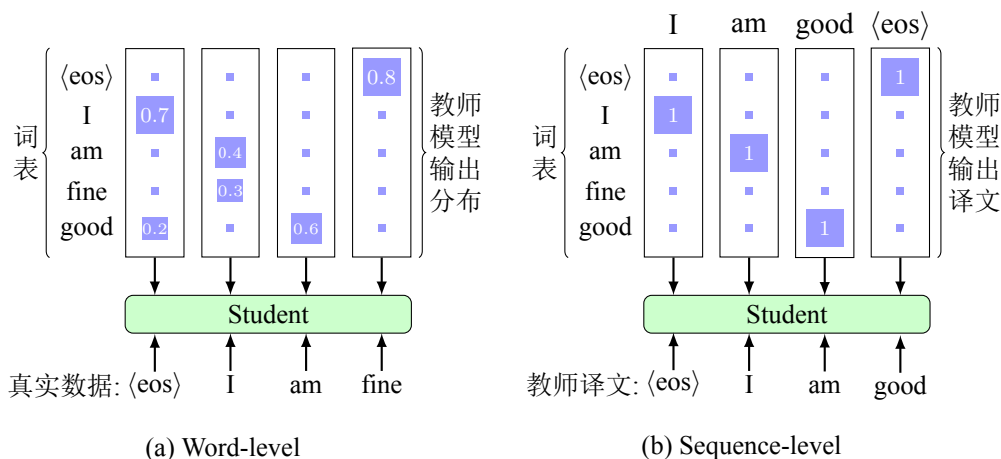 ⟨eos⟩
I
am
fine
good
词表
0.7
0.2
0.4
0.3
0.6
0.8
教师模型输出分布
Student
真实数据: ⟨eos⟩ I am fine
(a) Word-level
I am good ⟨eos⟩
⟨eos⟩
I
am
fine
good
词表
1
1
1
1
教师模型输出译文
Student
教师译文: ⟨eos⟩ I am good
(b) Sequence-level